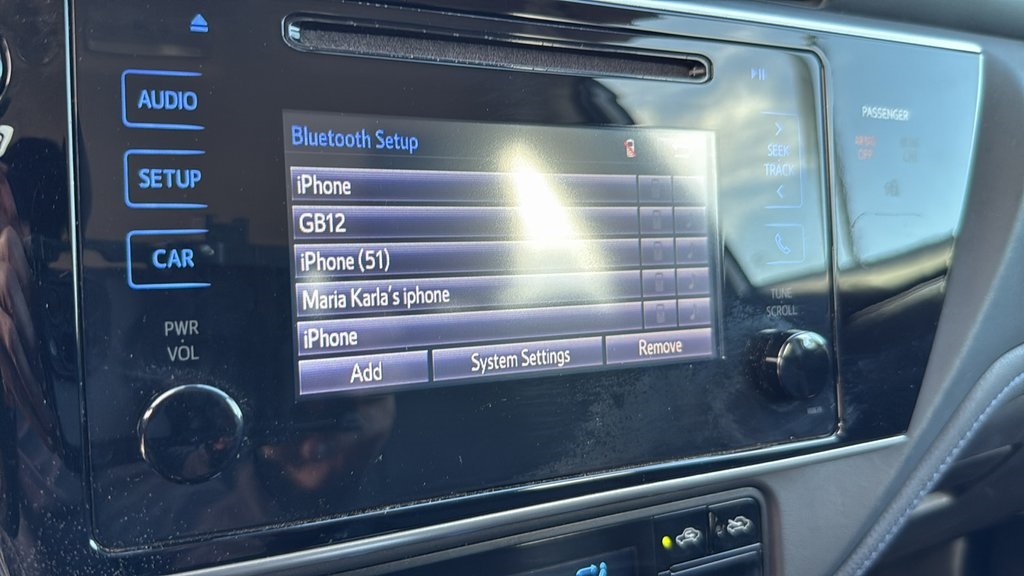 AUDIO
SETUP
CAR
PWR
VOL
Bluetooth Setup
iPhone
GB12
iPhone (51)
Maria Karla's iphone
iPhone
Add
System Settings
Remove
SEEK
TRACK
TUNE
SCROLL
PASSENGER
OFF